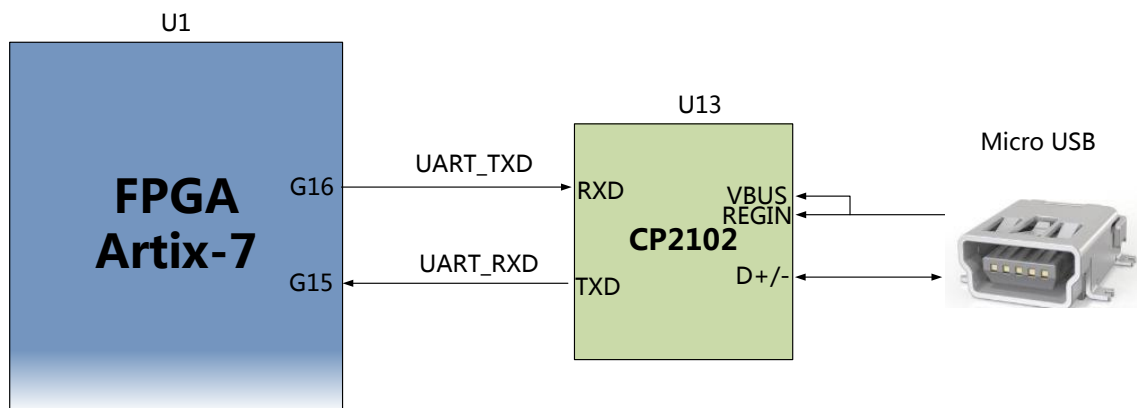 U1
FPGA
Artix-7
G16
G15
UART_TXD
UART_RXD
U13
RXD
TXD
CP2102
VBUS
REGIN
D+/-
Micro USB